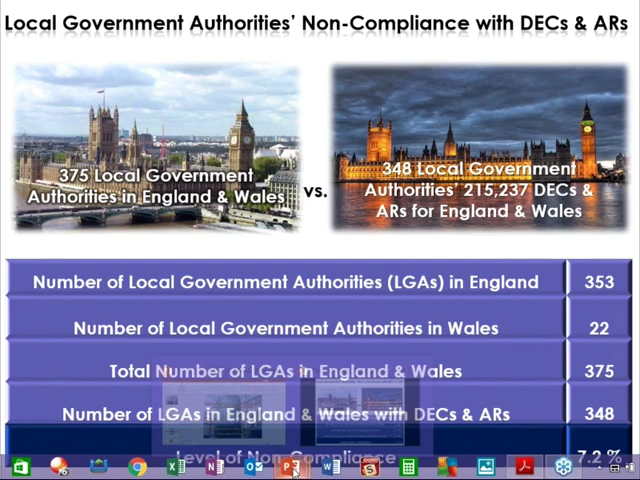 Local Government Authorities' Non-Compliance with DECs & ARs
375 Local Government
Authorities in England & Wales
vs.
348 Local Government
Authorities' 215,237 DECs &
ARs for England & Wales
Number of Local Government Authorities (LGAs) in England 353
Number of Local Government Authorities in Wales 22
Total Number of LGAs in England & Wales 375
Number of LGAs in England & Wales with DECs & ARs 348
Level of Non-Compliance 7.2 %